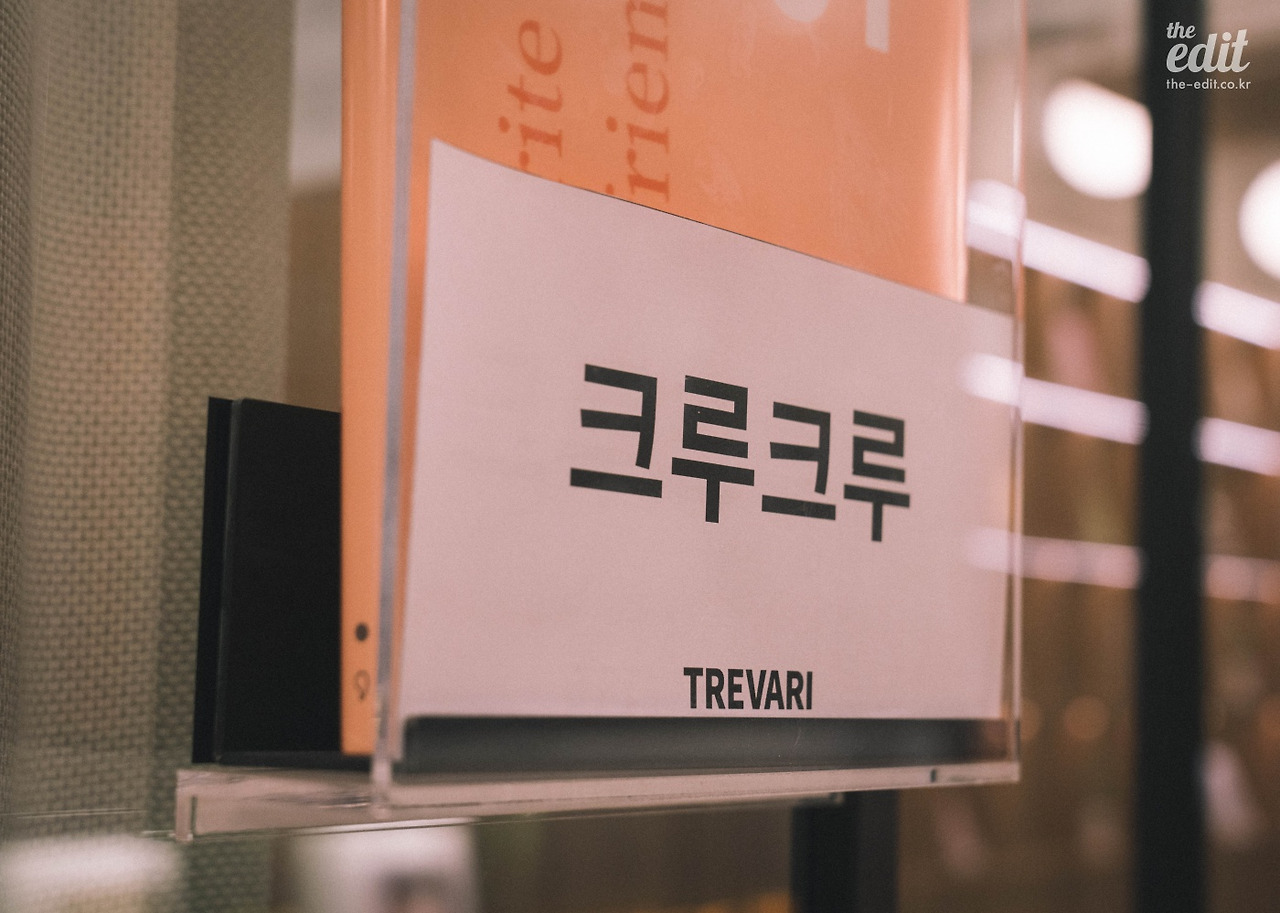 the
edit
the-edit.co.kr
크루크루
TREVARI